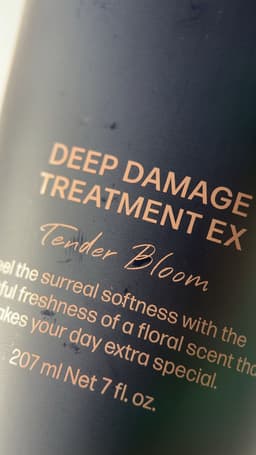 DEEP DAMAGE
TREATMENT EX
Tender Bloom
the surreal softness with the
freshness of a floral scent
your day extra special.
207 ml Net 7 fl. oz.